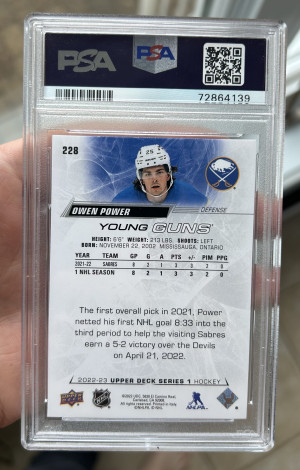 PSA
PSA
72864139
228
25
OWEN POWER
DEFENSE
YOUNG GUNS
HEIGHT: 6'6" WEIGHT: 213 LBS. SHOOTS: LEFT
BORN: NOVEMBER 22, 2002 MISSISSAUGA, ONTARIO
YEAR TEAM GP G A PTS +/- PIM PPG
2021-22 SABRES 8 2 1 3 3 2 0
1 NHL SEASON 8 2 1 3 3 2 0
The first overall pick in 2021, Power
netted his first NHL goal 8:33 into the
third period to help the visiting Sabres
earn a 5-2 victory over the Devils
on April 21, 2022.
2022-23 UPPER DECK SERIES 1 HOCKEY
NHL
NHLPA